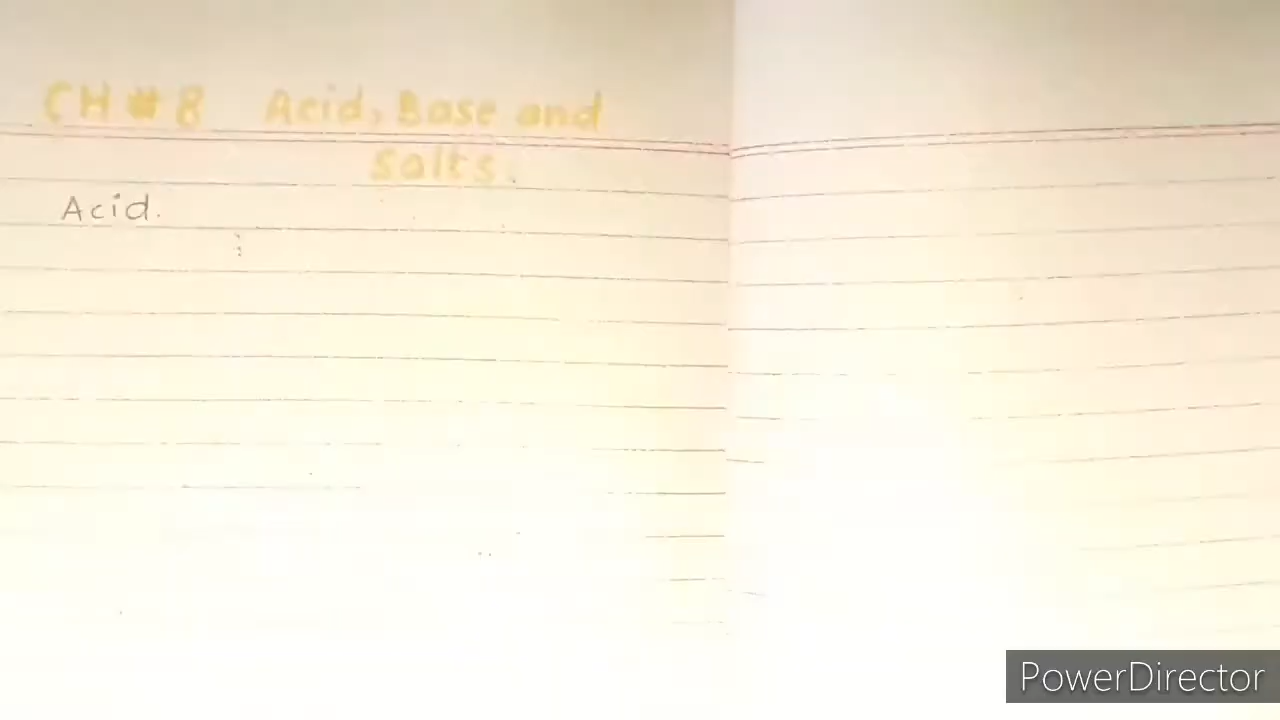 CH # 8 Acid, Base and
Salts.
Acid.
PowerDirector